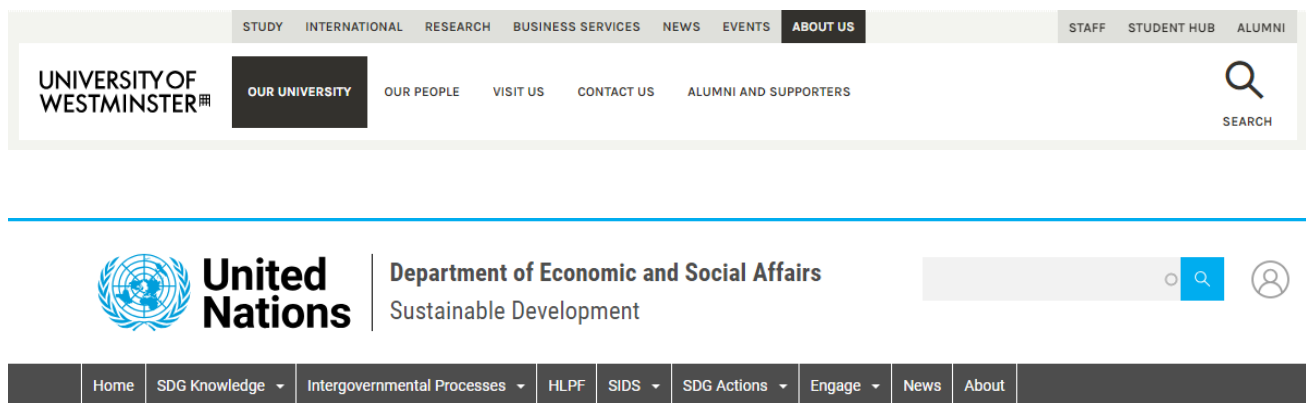 STUDY INTERNATIONAL RESEARCH BUSINESS SERVICES NEWS EVENTS ABOUT US STAFF STUDENT HUB ALUMNI
UNIVERSITY OF
WESTMINSTER
OUR UNIVERSITY OUR PEOPLE VISIT US CONTACT US ALUMNI AND SUPPORTERS
SEARCH
United
Nations
Department of Economic and Social Affairs
Sustainable Development
Home SDG Knowledge Intergovernmental Processes HLPF SIDS SDG Actions Engage News About